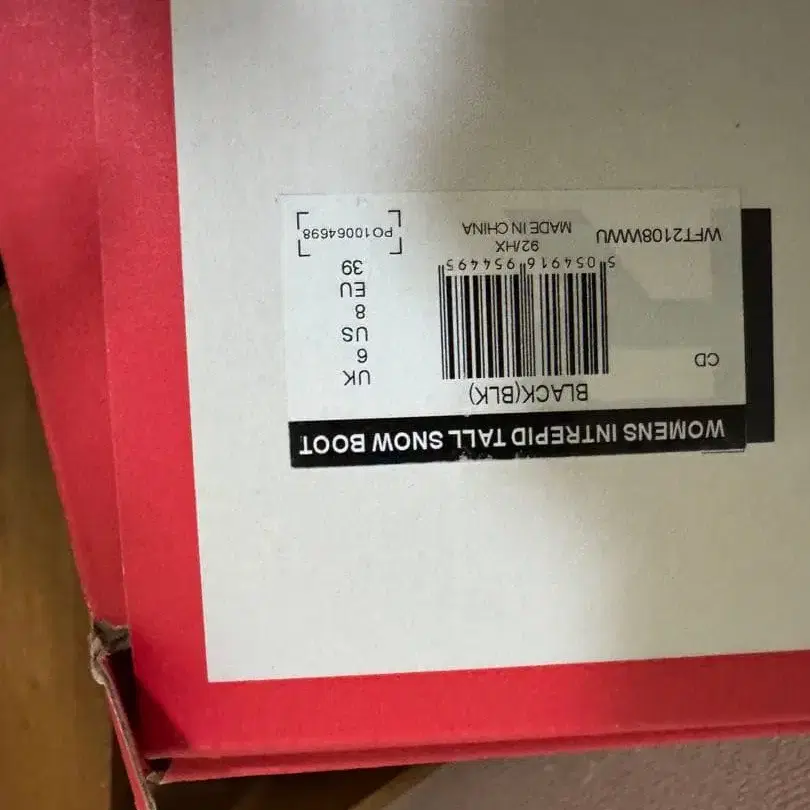 WOMENS INTREPID TALL SNOW BOOT
BLACK(BLK)
CD
UK
6
US
8
EU
39
5 054916 954495
WFT2108WWU
92/HX
MADE IN CHINA
PO10064698